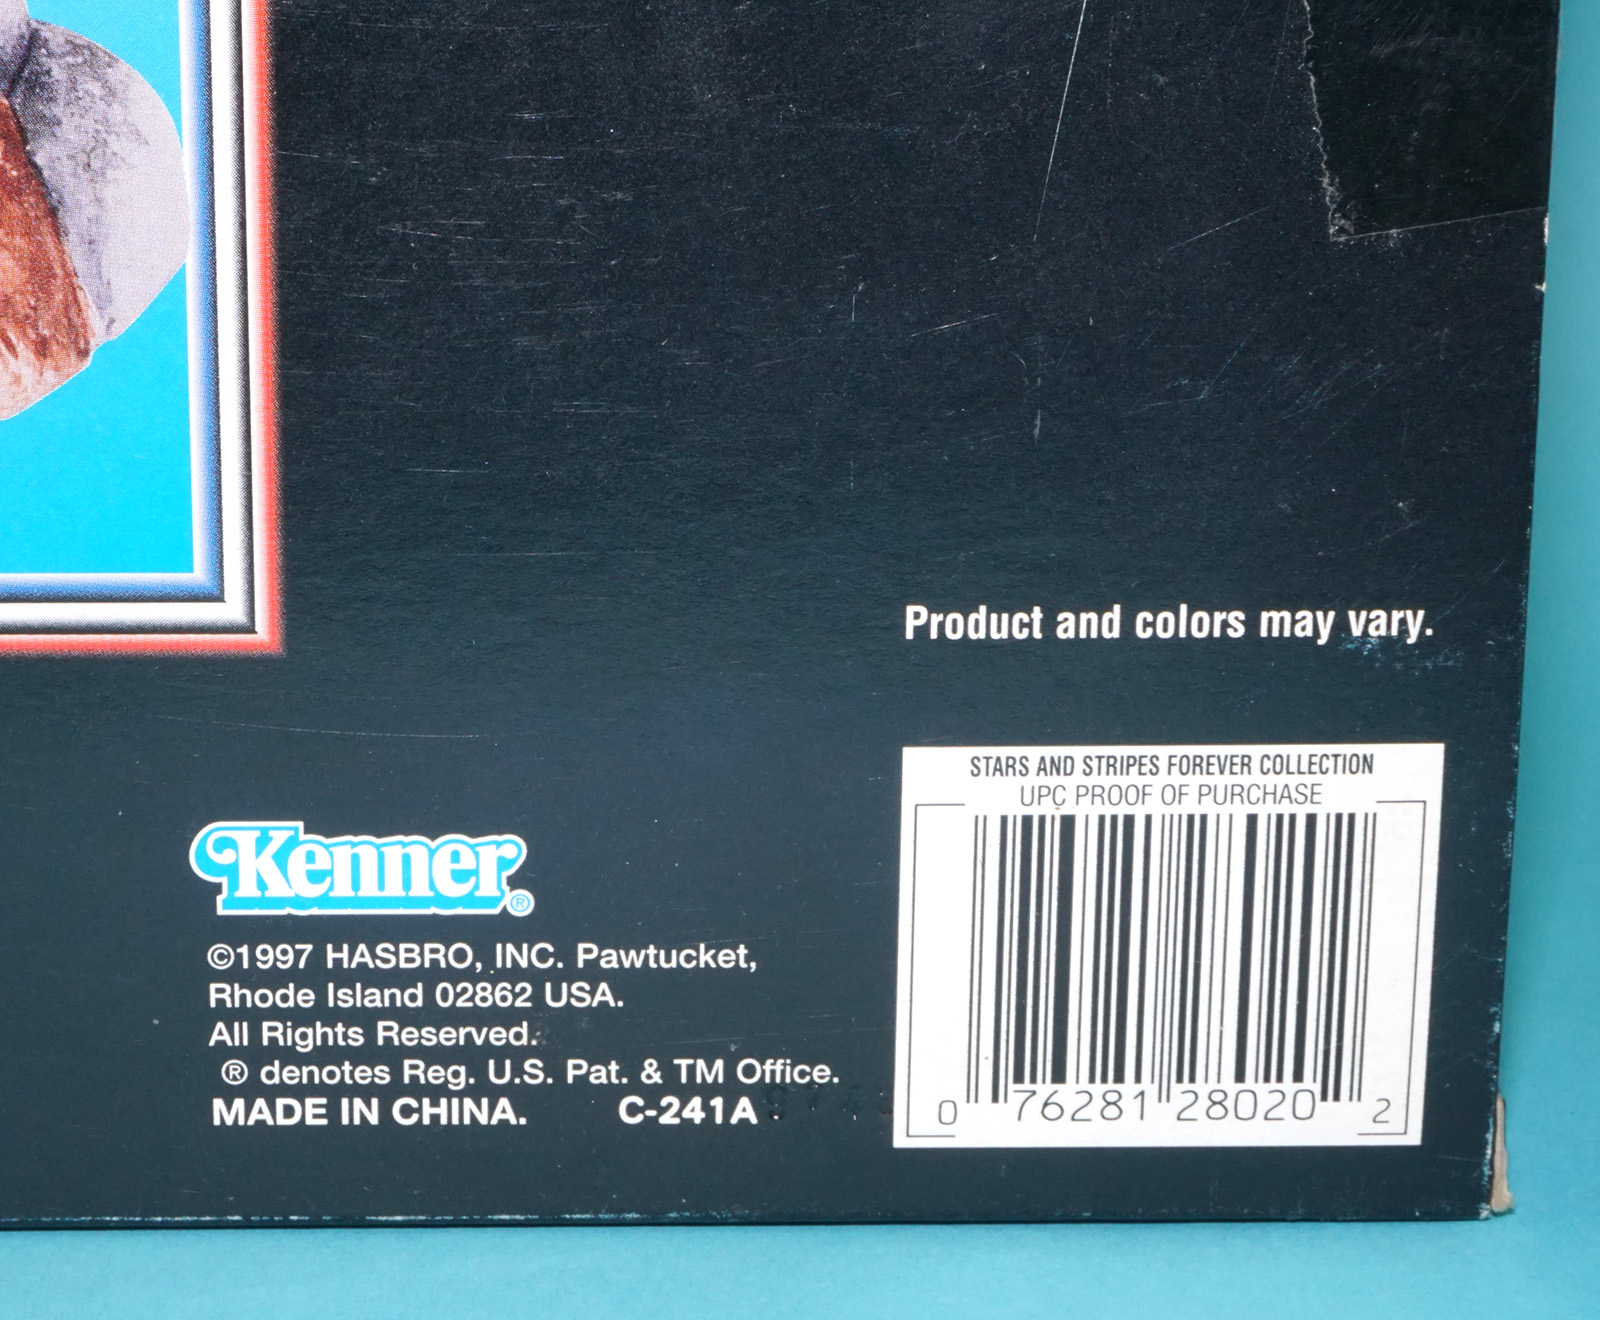 Product and colors may vary.
STARS AND STRIPES FOREVER COLLECTION
UPC PROOF OF PURCHASE
0 76281 28020 2
Kenner®
©1997 HASBRO, INC. Pawtucket,
Rhode Island 02862 USA.
All Rights Reserved.
® denotes Reg. U.S. Pat. & TM Office.
MADE IN CHINA. C-241A